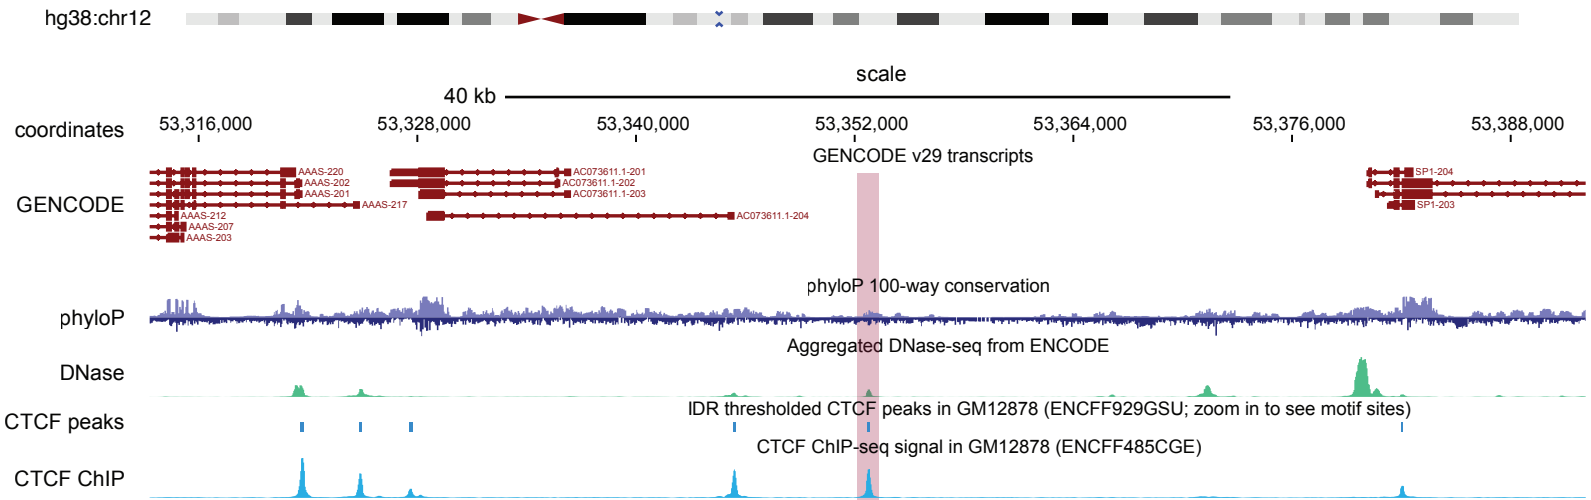 hg38:chr12
scale
40 kb
coordinates
53,316,000 53,328,000 53,340,000 53,352,000 53,364,000 53,376,000 53,388,000
GENCODE v29 transcripts
GENCODE
AAAS-220 AC073611.1-201 SP1-204
AAAS-202 AC073611.1-202
AAAS-201 AC073611.1-203
AAAS-217 SP1-203
AAAS-212 AC073611.1-204
AAAS-207
AAAS-203
phyloP 100-way conservation
phyloP
Aggregated DNase-seq from ENCODE
DNase
IDR thresholded CTCF peaks in GM12878 (ENCFF929GSU; zoom in to see motif sites)
CTCF peaks
CTCF ChIP-seq signal in GM12878 (ENCFF485CGE)
CTCF ChIP